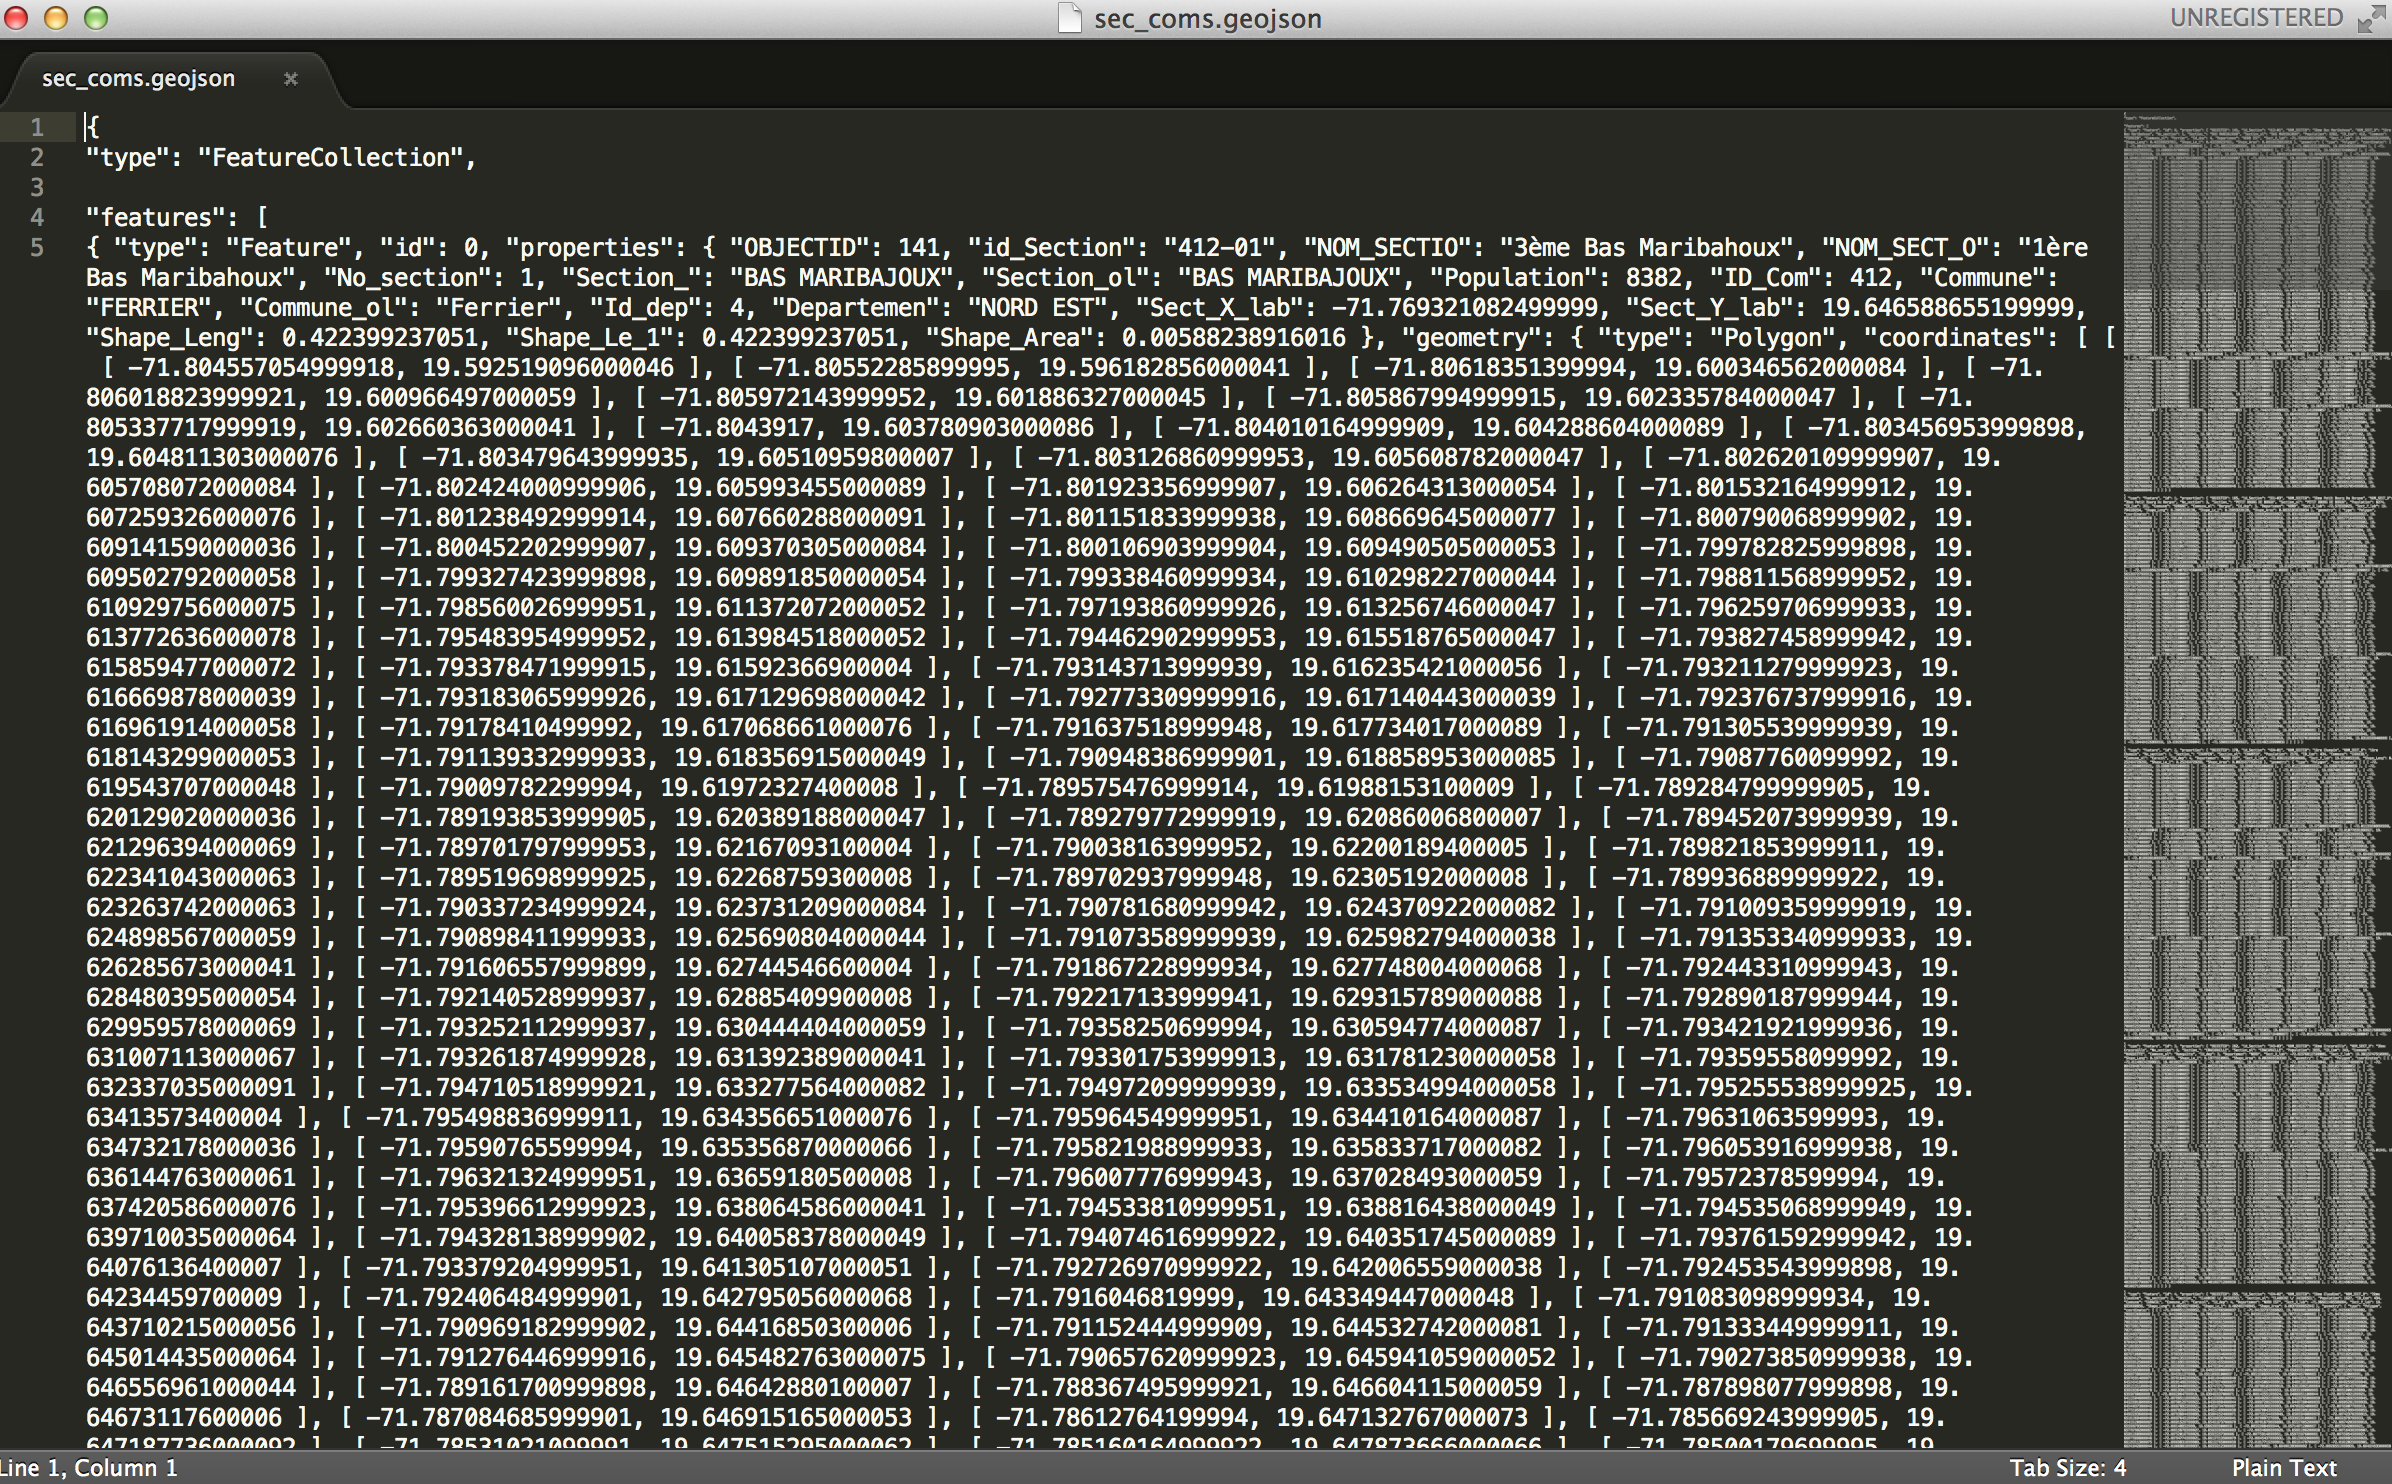 sec_coms.geojson
UNREGISTERED
sec_coms.geojson ×
1 {
2 "type": "FeatureCollection",
3
4 "features": [
5 { "type": "Feature", "id": 0, "properties": { "OBJECTID": 141, "id_Section": "412-01", "NOM_SECTIO": "3ème Bas Maribahoux", "NOM_SECT_O": "1ère
Bas Maribahoux", "No_section": 1, "Section_": "BAS MARIBAJOUX", "Section_ol": "BAS MARIBAJOUX", "Population": 8382, "ID_Com": 412, "Commune":
"FERRIER", "Commune_ol": "Ferrier", "Id_dep": 4, "Departemen": "NORD EST", "Sect_X_lab": -71.769321082499999, "Sect_Y_lab": 19.646588655199999,
"Shape_Leng": 0.422399237051, "Shape_Le_1": 0.422399237051, "Shape_Area": 0.00588238916016 }, "geometry": { "type": "Polygon", "coordinates": [ [
[ -71.804557054999918, 19.592519096000046 ], [ -71.80552285899995, 19.596182856000041 ], [ -71.80618351399994, 19.600346562000084 ], [ -71.
806018823999921, 19.600966497000059 ], [ -71.805972143999952, 19.601886327000045 ], [ -71.805867994999915, 19.602335784000047 ], [ -71.
805337717999919, 19.602660363000041 ], [ -71.8043917, 19.603780903000086 ], [ -71.804010164999909, 19.604288604000089 ], [ -71.803456953999898,
19.604811303000076 ], [ -71.803479643999935, 19.60510959800007 ], [ -71.803126860999953, 19.605608782000047 ], [ -71.802620109999907, 19.
605708072000084 ], [ -71.802424000999906, 19.605993455000089 ], [ -71.801923356999907, 19.606264313000054 ], [ -71.801532164999912, 19.
607259326000076 ], [ -71.801238492999914, 19.607660288000091 ], [ -71.801151833999938, 19.608669645000077 ], [ -71.800790068999902, 19.
609141590000036 ], [ -71.800452202999907, 19.609370305000084 ], [ -71.800106903999904, 19.609490505000053 ], [ -71.799782825999898, 19.
609502792000058 ], [ -71.799327423999898, 19.609891850000054 ], [ -71.799338460999934, 19.610298227000044 ], [ -71.798811568999952, 19.
610929756000075 ], [ -71.798560026999951, 19.611372072000052 ], [ -71.797193860999926, 19.613256746000047 ], [ -71.796259706999933, 19.
613772636000078 ], [ -71.795483954999952, 19.613984518000052 ], [ -71.794462902999953, 19.615518765000047 ], [ -71.793827458999942, 19.
615859477000072 ], [ -71.793378471999915, 19.61592366900004 ], [ -71.793143713999939, 19.616235421000056 ], [ -71.793211279999923, 19.
616669878000039 ], [ -71.793183065999926, 19.617129698000042 ], [ -71.792773309999916, 19.617140443000039 ], [ -71.792376737999916, 19.
616961914000058 ], [ -71.79178410499992, 19.617068661000076 ], [ -71.791637518999948, 19.617734017000089 ], [ -71.791305539999939, 19.
618143299000053 ], [ -71.791139332999933, 19.618356915000049 ], [ -71.790948386999901, 19.618858953000085 ], [ -71.79087760099992, 19.
619543707000048 ], [ -71.79009782299994, 19.61972327400008 ], [ -71.789575476999914, 19.61988153100009 ], [ -71.789284799999905, 19.
620129020000036 ], [ -71.789193853999905, 19.620389188000047 ], [ -71.789279772999919, 19.62086006800007 ], [ -71.789452073999939, 19.
621296394000069 ], [ -71.789701797999953, 19.62167093100004 ], [ -71.790038163999952, 19.62200189400005 ], [ -71.789821853999911, 19.
622341043000063 ], [ -71.789519698999925, 19.62268759300008 ], [ -71.789702937999948, 19.62305192000008 ], [ -71.789936889999922, 19.
623263742000063 ], [ -71.790337234999924, 19.623731209000084 ], [ -71.790781680999942, 19.624370922000082 ], [ -71.791009359999919, 19.
624898567000059 ], [ -71.790898411999933, 19.625690804000044 ], [ -71.791073589999939, 19.625982794000038 ], [ -71.791353340999933, 19.
626285673000041 ], [ -71.791606557999899, 19.62744546600004 ], [ -71.791867228999934, 19.627748004000068 ], [ -71.792443310999943, 19.
628480395000054 ], [ -71.792140528999937, 19.62885409900008 ], [ -71.792217133999941, 19.629315789000088 ], [ -71.792890187999944, 19.
629959578000069 ], [ -71.793252112999937, 19.630444404000059 ], [ -71.79358250699994, 19.630594774000087 ], [ -71.793421921999936, 19.
631007113000067 ], [ -71.793261874999928, 19.631392389000041 ], [ -71.793301753999913, 19.631781230000058 ], [ -71.79359558099992, 19.
632337035000091 ], [ -71.794710518999921, 19.633277564000082 ], [ -71.794972099999939, 19.633534994000058 ], [ -71.795255538999925, 19.
63413573400004 ], [ -71.795498836999911, 19.634356651000076 ], [ -71.795964549999951, 19.634410164000087 ], [ -71.79631063599993, 19.
634732178000036 ], [ -71.79590765599994, 19.635356870000066 ], [ -71.795821988999933, 19.635833717000082 ], [ -71.796053916999938, 19.
636144763000061 ], [ -71.796321324999951, 19.63659180500008 ], [ -71.796007776999943, 19.637028493000059 ], [ -71.79572378599994, 19.
637420586000076 ], [ -71.795396612999923, 19.638064586000041 ], [ -71.794533810999951, 19.638816438000049 ], [ -71.794535068999949, 19.
639710035000064 ], [ -71.794328138999902, 19.640058378000049 ], [ -71.794074616999922, 19.640351745000089 ], [ -71.793761592999942, 19.
64076136400007 ], [ -71.793379204999951, 19.641305107000051 ], [ -71.792726970999922, 19.642006559000038 ], [ -71.792453543999898, 19.
64234459700009 ], [ -71.792406484999901, 19.642795056000068 ], [ -71.7916046819999, 19.643349447000048 ], [ -71.791083098999934, 19.
643710215000056 ], [ -71.790969182999902, 19.64416850300006 ], [ -71.791152444999909, 19.644532742000081 ], [ -71.791333449999911, 19.
645014435000064 ], [ -71.791276446999916, 19.645482763000075 ], [ -71.790657620999923, 19.645941059000052 ], [ -71.790273850999938, 19.
646556961000044 ], [ -71.789161700999898, 19.64642880100007 ], [ -71.788367495999921, 19.646604115000059 ], [ -71.787898077999898, 19.
64673117600006 ], [ -71.787084685999901, 19.646915165000053 ], [ -71.78612764199994, 19.647132767000073 ], [ -71.785669243999905, 19.
647187736000092 ], [ -71.78531021099991, 19.647515295000062 ], [ -71.785160164999922, 19.647873666000066 ], [ -71.78500179699995, 19.
Line 1, Column 1
Tab Size: 4
Plain Text